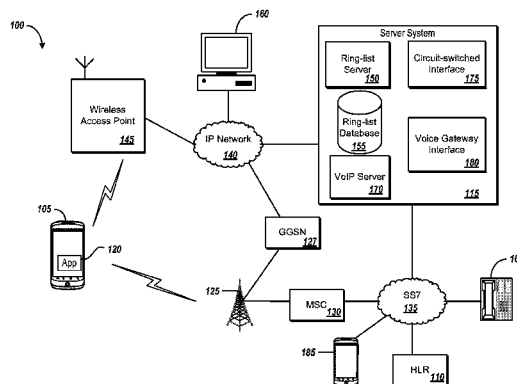 100
160
Server System
Ring-list
Server
150
Circuit-switched
Interface
175
Wireless
Access Point
145
IP Network
140
Ring-list
Database
155
Voice Gateway
Interface
180
VoIP Server
170
115
105
App
120
GGSN
127
125
MSC
130
SS7
135
185
HLR
110